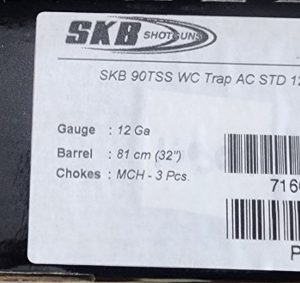 SKB SHOTGUNS
SKB 90TSS WC Trap AC STD 12
Gauge : 12 Ga
Barrel : 81 cm (32")
Chokes : MCH - 3 Pcs.
716
P